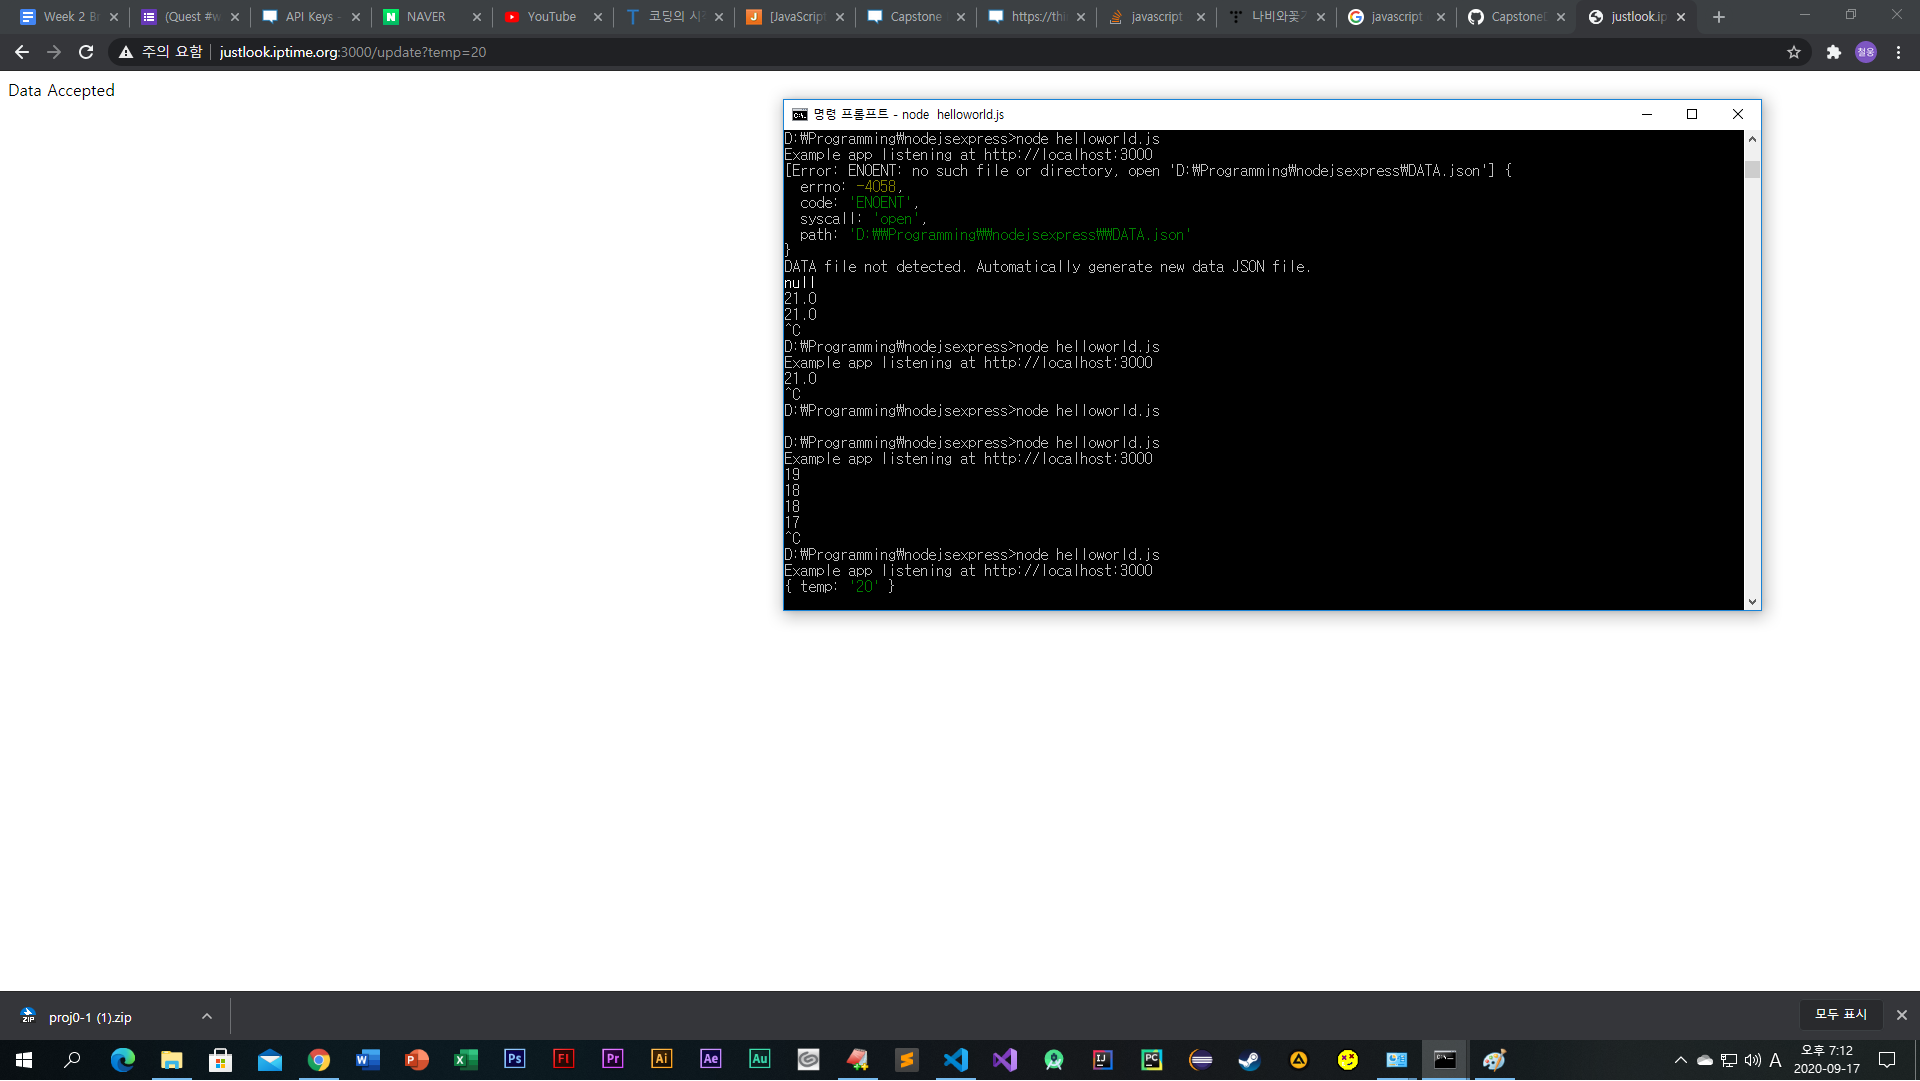 Week 2 B
(Quest #w
API Keys -
NAVER
YouTube
코딩의 시
[JavaScript
Capstone
https://thi
javascript
나비와꽃
javascript
Capstone
justlook.ip
주의 요함
justlook.iptime.org:3000/update?temp=20
철웅
Data Accepted
명령 프롬프트 - node  helloworld.js
D:₩Programming₩nodejsexpress>node helloworld.js
Example app listening at http://localhost:3000
[Error: ENOENT: no such file or directory, open 'D:₩Programming₩nodejsexpress₩DATA.json'] {
  errno: -4058,
  code: 'ENOENT',
  syscall: 'open',
  path: 'D:₩₩Programming₩₩nodejsexpress₩₩DATA.json'
}
DATA file not detected. Automatically generate new data JSON file.
null
21.0
21.0
^C
D:₩Programming₩nodejsexpress>node helloworld.js
Example app listening at http://localhost:3000
21.0
^C
D:₩Programming₩nodejsexpress>node helloworld.js
D:₩Programming₩nodejsexpress>node helloworld.js
Example app listening at http://localhost:3000
19
18
18
17
^C
D:₩Programming₩nodejsexpress>node helloworld.js
Example app listening at http://localhost:3000
{ temp: '20' }
proj0-1 (1).zip
모두 표시
A
오후 7:12
2020-09-17